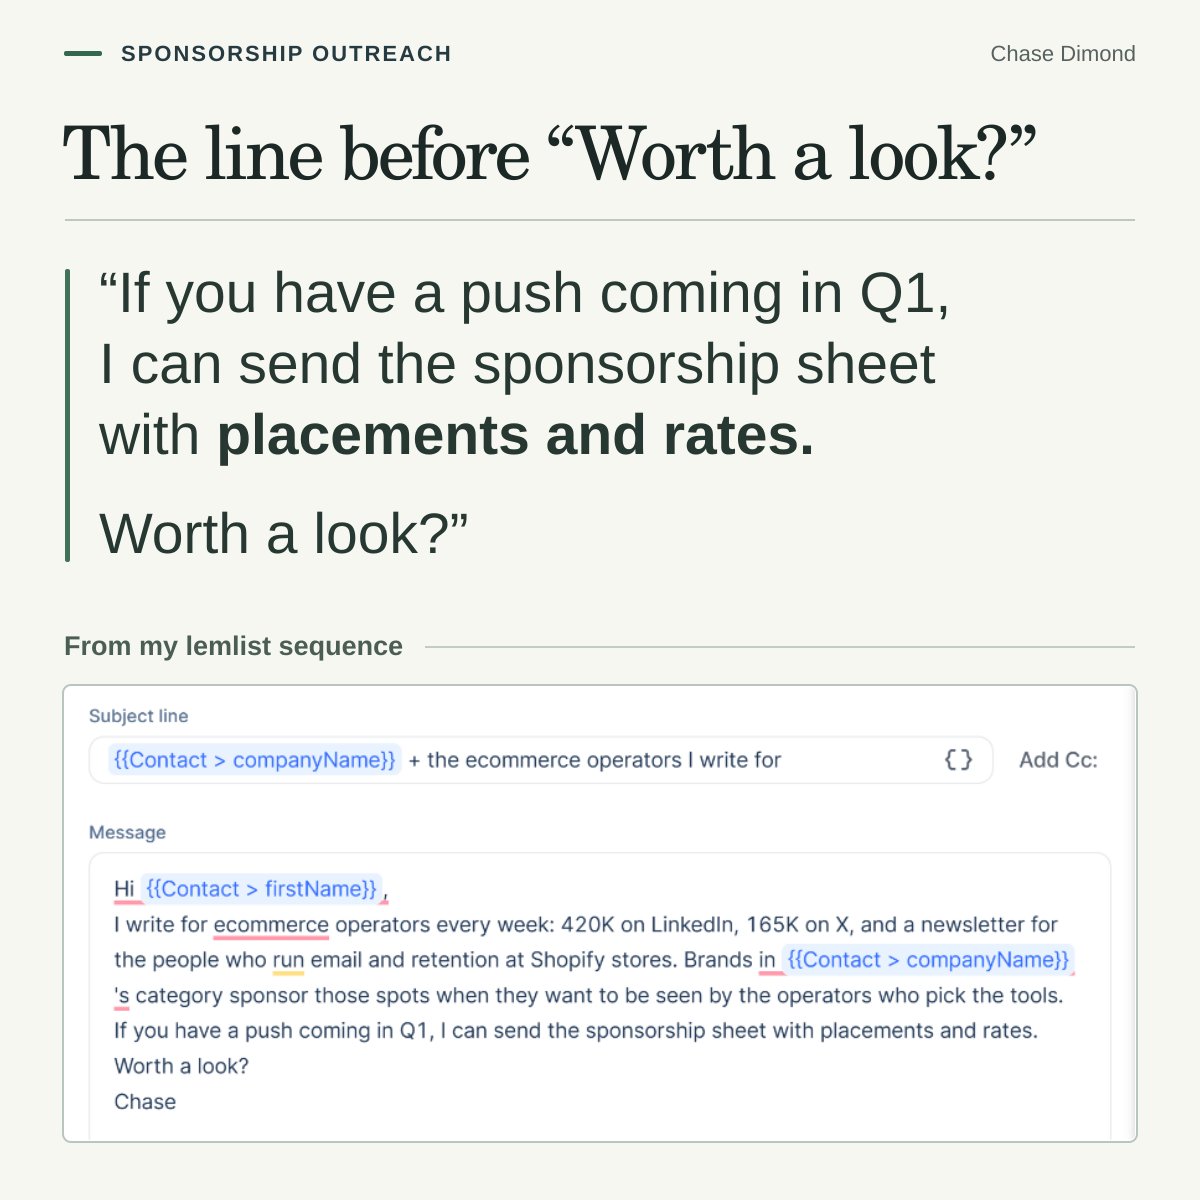 SPONSORSHIP OUTREACH
Chase Dimond
The line before “Worth a look?”
“If you have a push coming in Q1,
I can send the sponsorship sheet
with placements and rates.
Worth a look?”
From my lemlist sequence
Subject line
{{Contact > companyName}} + the ecommerce operators I write for
{} Add Cc:
Message
Hi {{Contact > firstName}},
I write for ecommerce operators every week: 420K on LinkedIn, 165K on X, and a newsletter for
the people who run email and retention at Shopify stores. Brands in {{Contact > companyName}}
's category sponsor those spots when they want to be seen by the operators who pick the tools.
If you have a push coming in Q1, I can send the sponsorship sheet with placements and rates.
Worth a look?
Chase